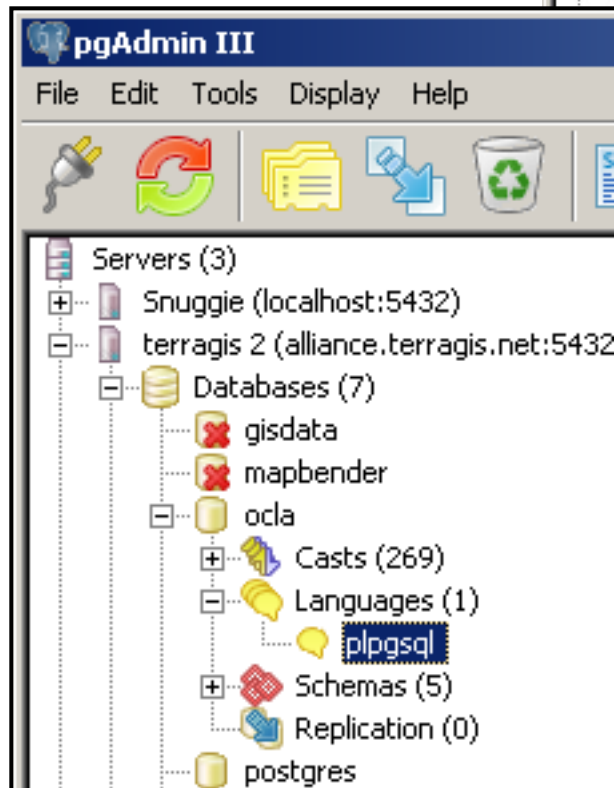 pgAdmin III
File Edit Tools Display Help
Servers (3)
Snuggie (localhost:5432)
terragis 2 (alliance.terragis.net:5432
Databases (7)
gisdata
mapbender
ocla
Casts (269)
Languages (1)
plpgsql
Schemas (5)
Replication (0)
postgres